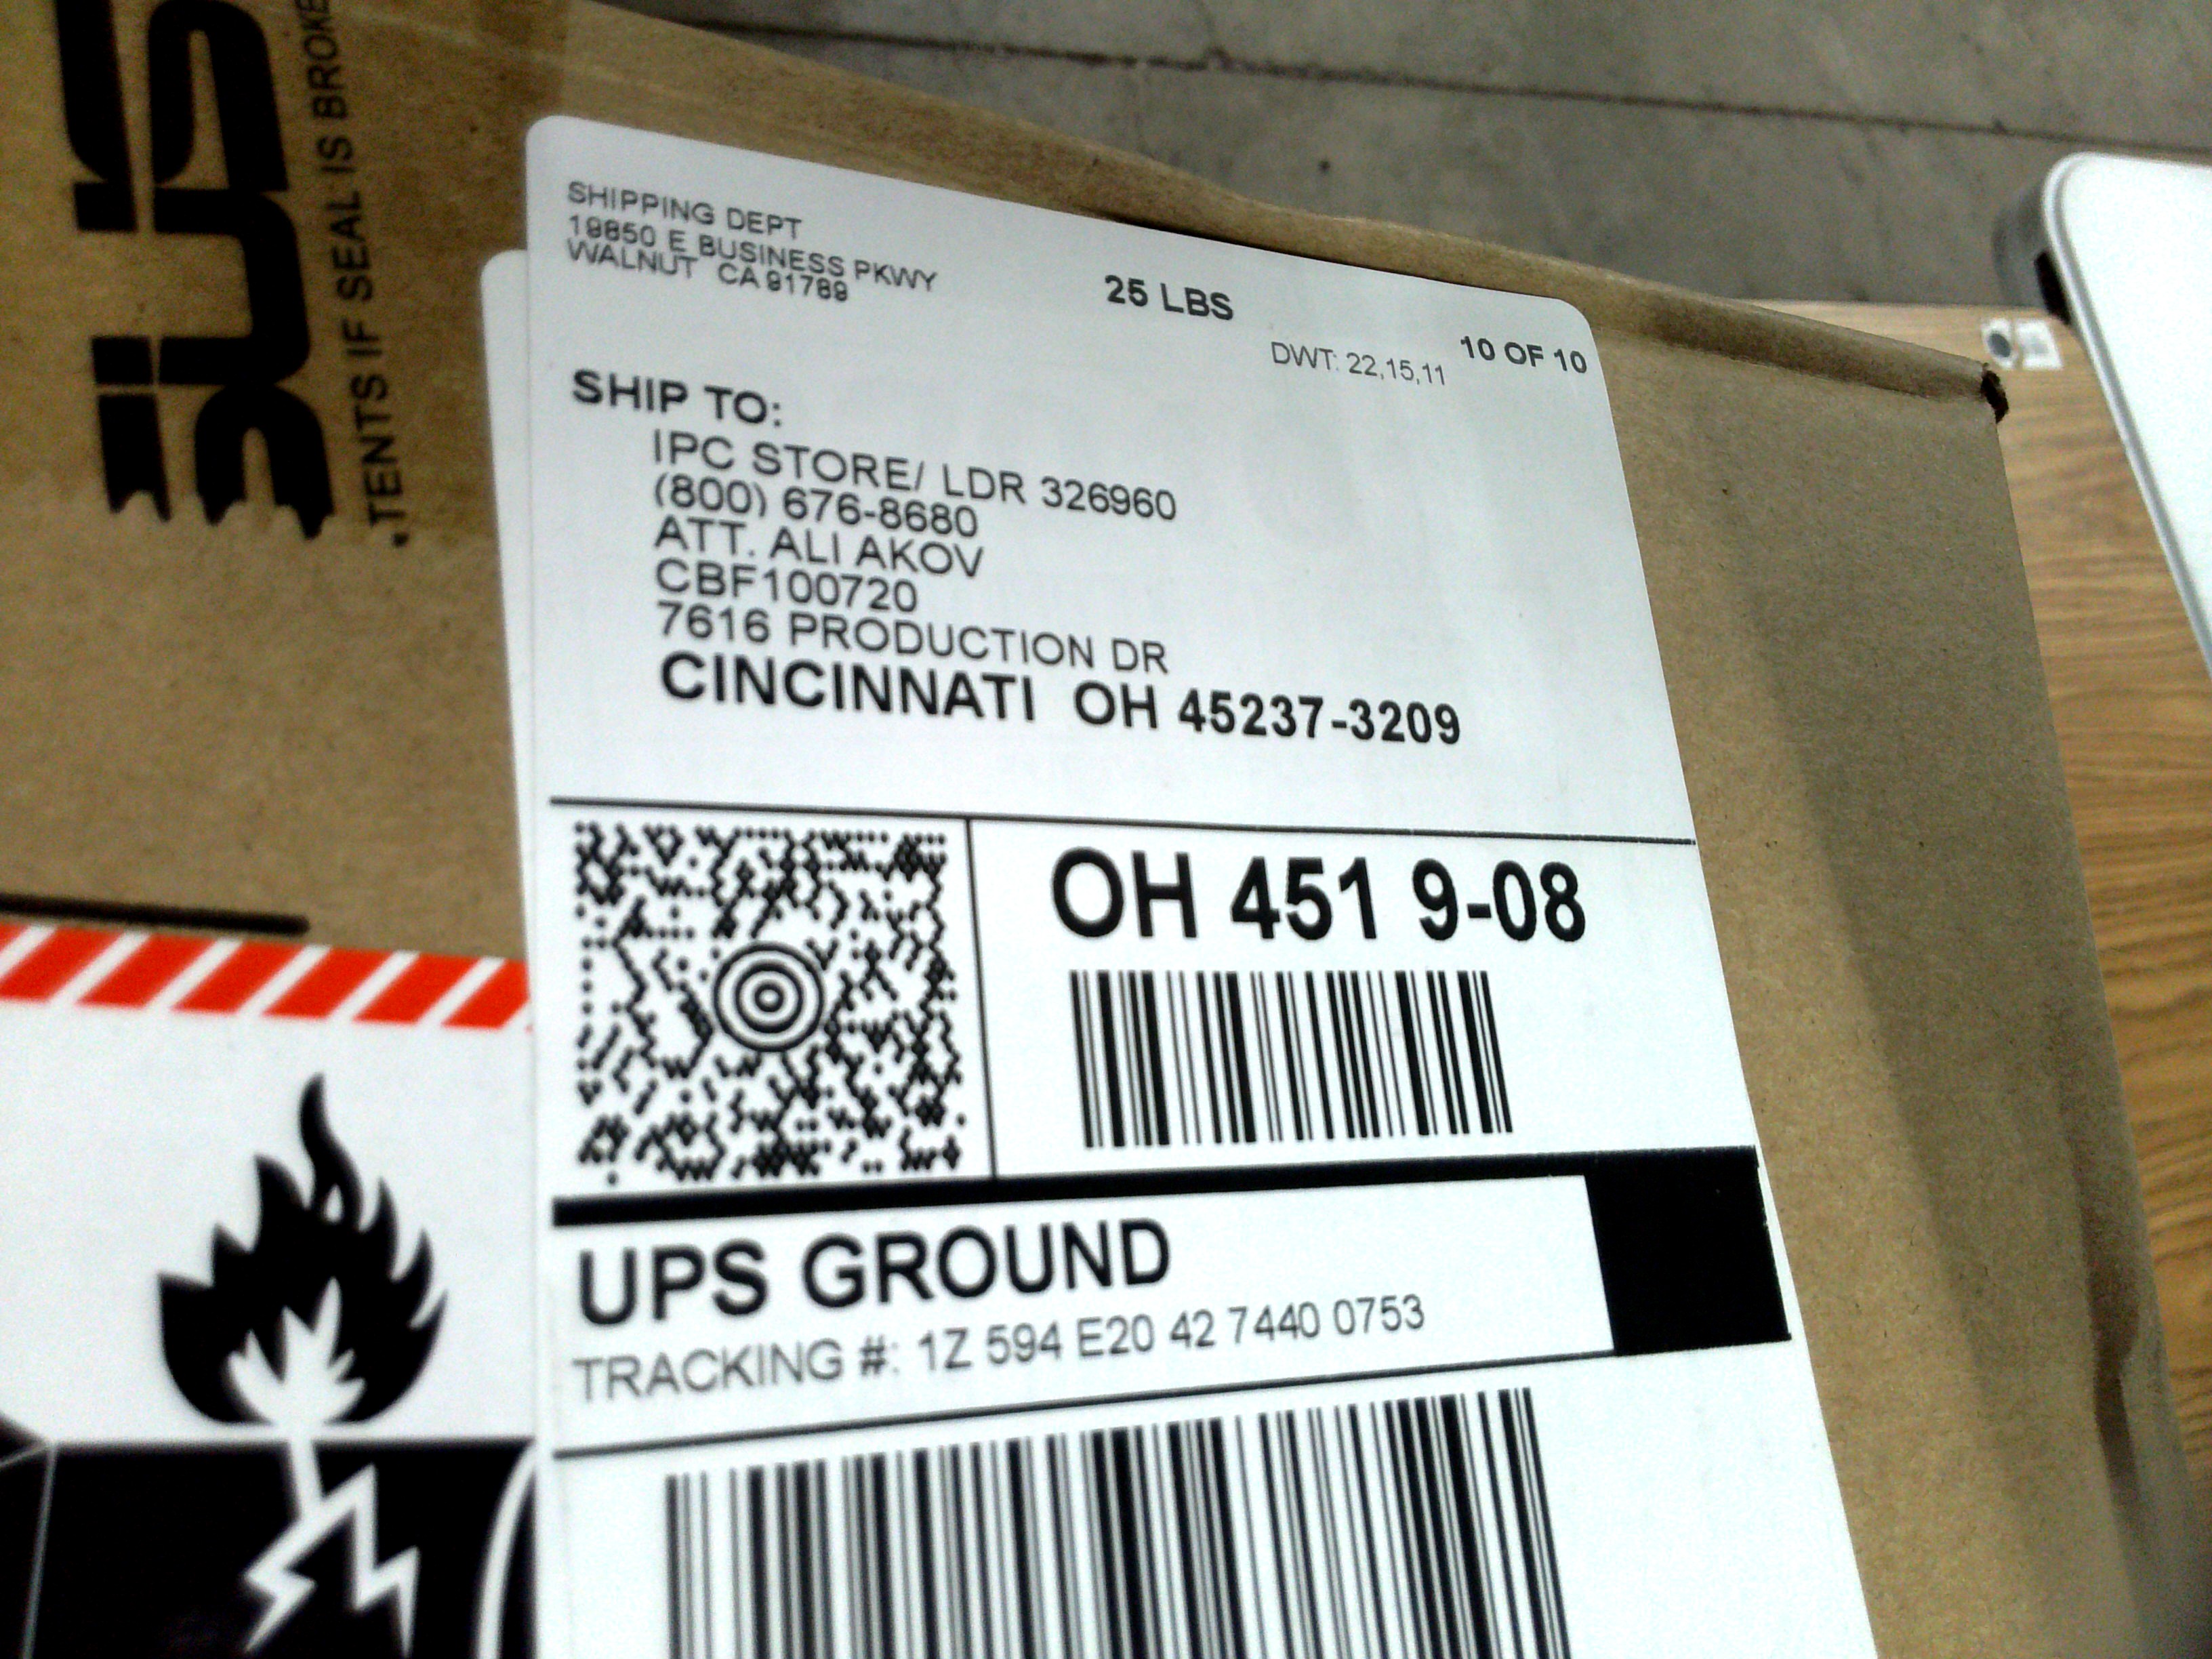 .TENTS IF SEAL IS BROKE
SHIPPING DEPT
19850 E BUSINESS PKWY
WALNUT CA 91789
25 LBS
10 OF 10
DWT: 22,15,11
SHIP TO:
IPC STORE/ LDR 326960
(800) 676-8680
ATT. ALI AKOV
CBF100720
7616 PRODUCTION DR
CINCINNATI OH 45237-3209
OH 451 9-08
UPS GROUND
TRACKING #: 1Z 594 E20 42 7440 0753